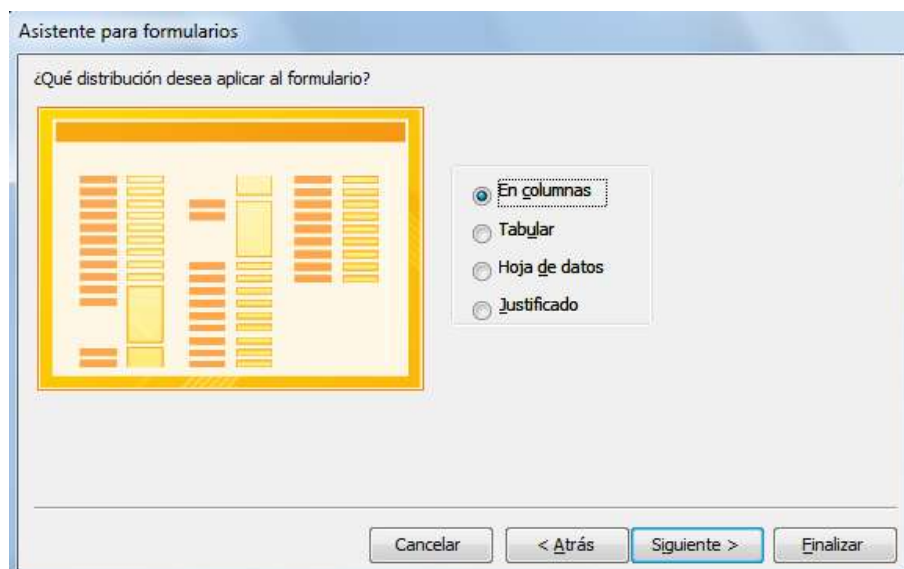 Asistente para formularios
¿Qué distribución desea aplicar al formulario?
En columnas
Tabular
Hoja de datos
Justificado
Cancelar
< Atrás
Siguiente >
Finalizar